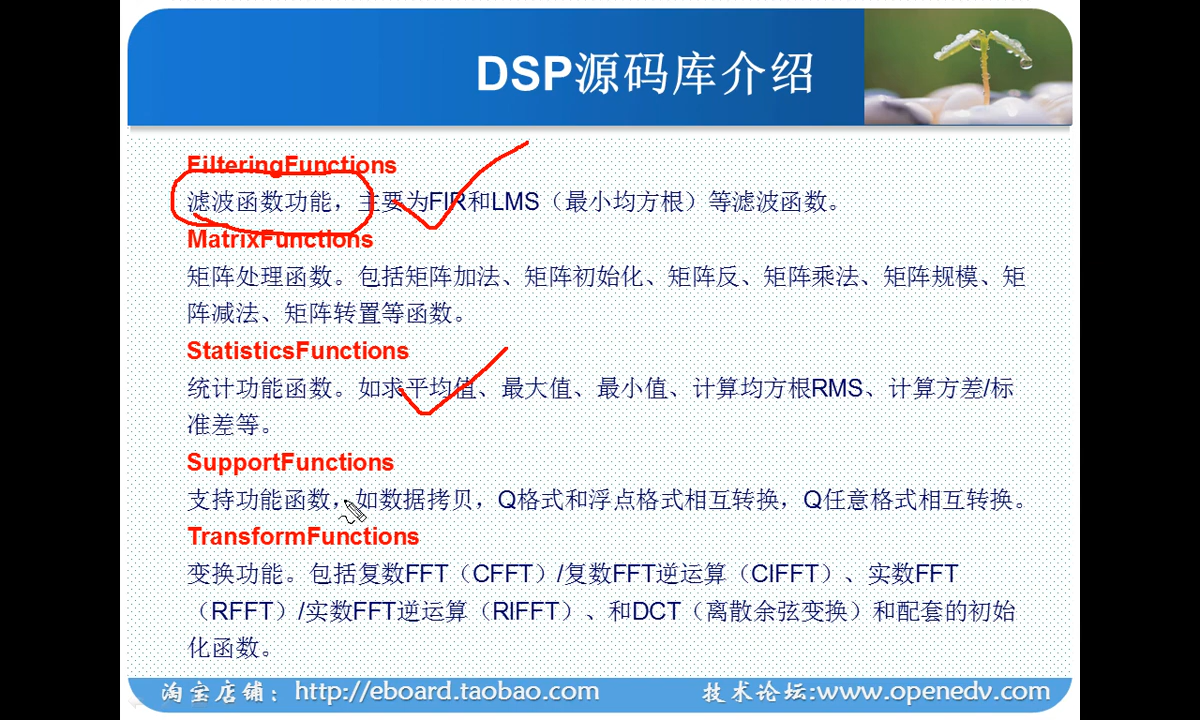 DSP源码库介绍
FilteringFunctions
滤波函数功能，主要为FIR和LMS（最小均方根）等滤波函数。
MatrixFunctions
矩阵处理函数。包括矩阵加法、矩阵初始化、矩阵反、矩阵乘法、矩阵规模、矩
阵减法、矩阵转置等函数。
StatisticsFunctions
统计功能函数。如求平均值、最大值、最小值、计算均方根RMS、计算方差/标
准差等。
SupportFunctions
支持功能函数，如数据拷贝，Q格式和浮点格式相互转换，Q任意格式相互转换。
TransformFunctions
变换功能。包括复数FFT（CFFT）/复数FFT逆运算（CIFFT）、实数FFT
（RFFT）/实数FFT逆运算（RIFFT）、和DCT（离散余弦变换）和配套的初始
化函数。
淘宝店铺：http://eboard.taobao.com
技术论坛:www.openedv.com